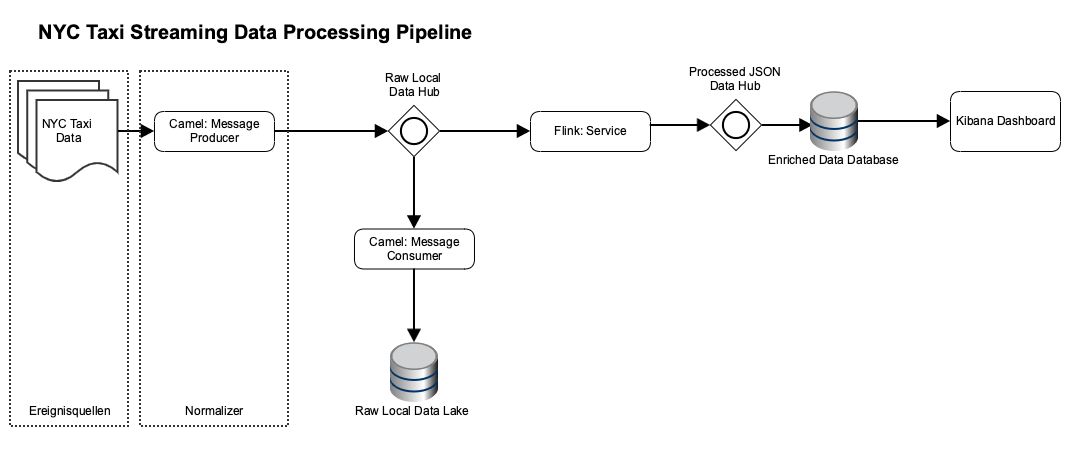 NYC Taxi Streaming Data Processing Pipeline
NYC Taxi
Data
Camel: Message
Producer
Raw Local
Data Hub
Flink: Service
Processed JSON
Data Hub
Enriched Data Database
Kibana Dashboard
Camel: Message
Consumer
Raw Local Data Lake
Ereignisquellen
Normalizer